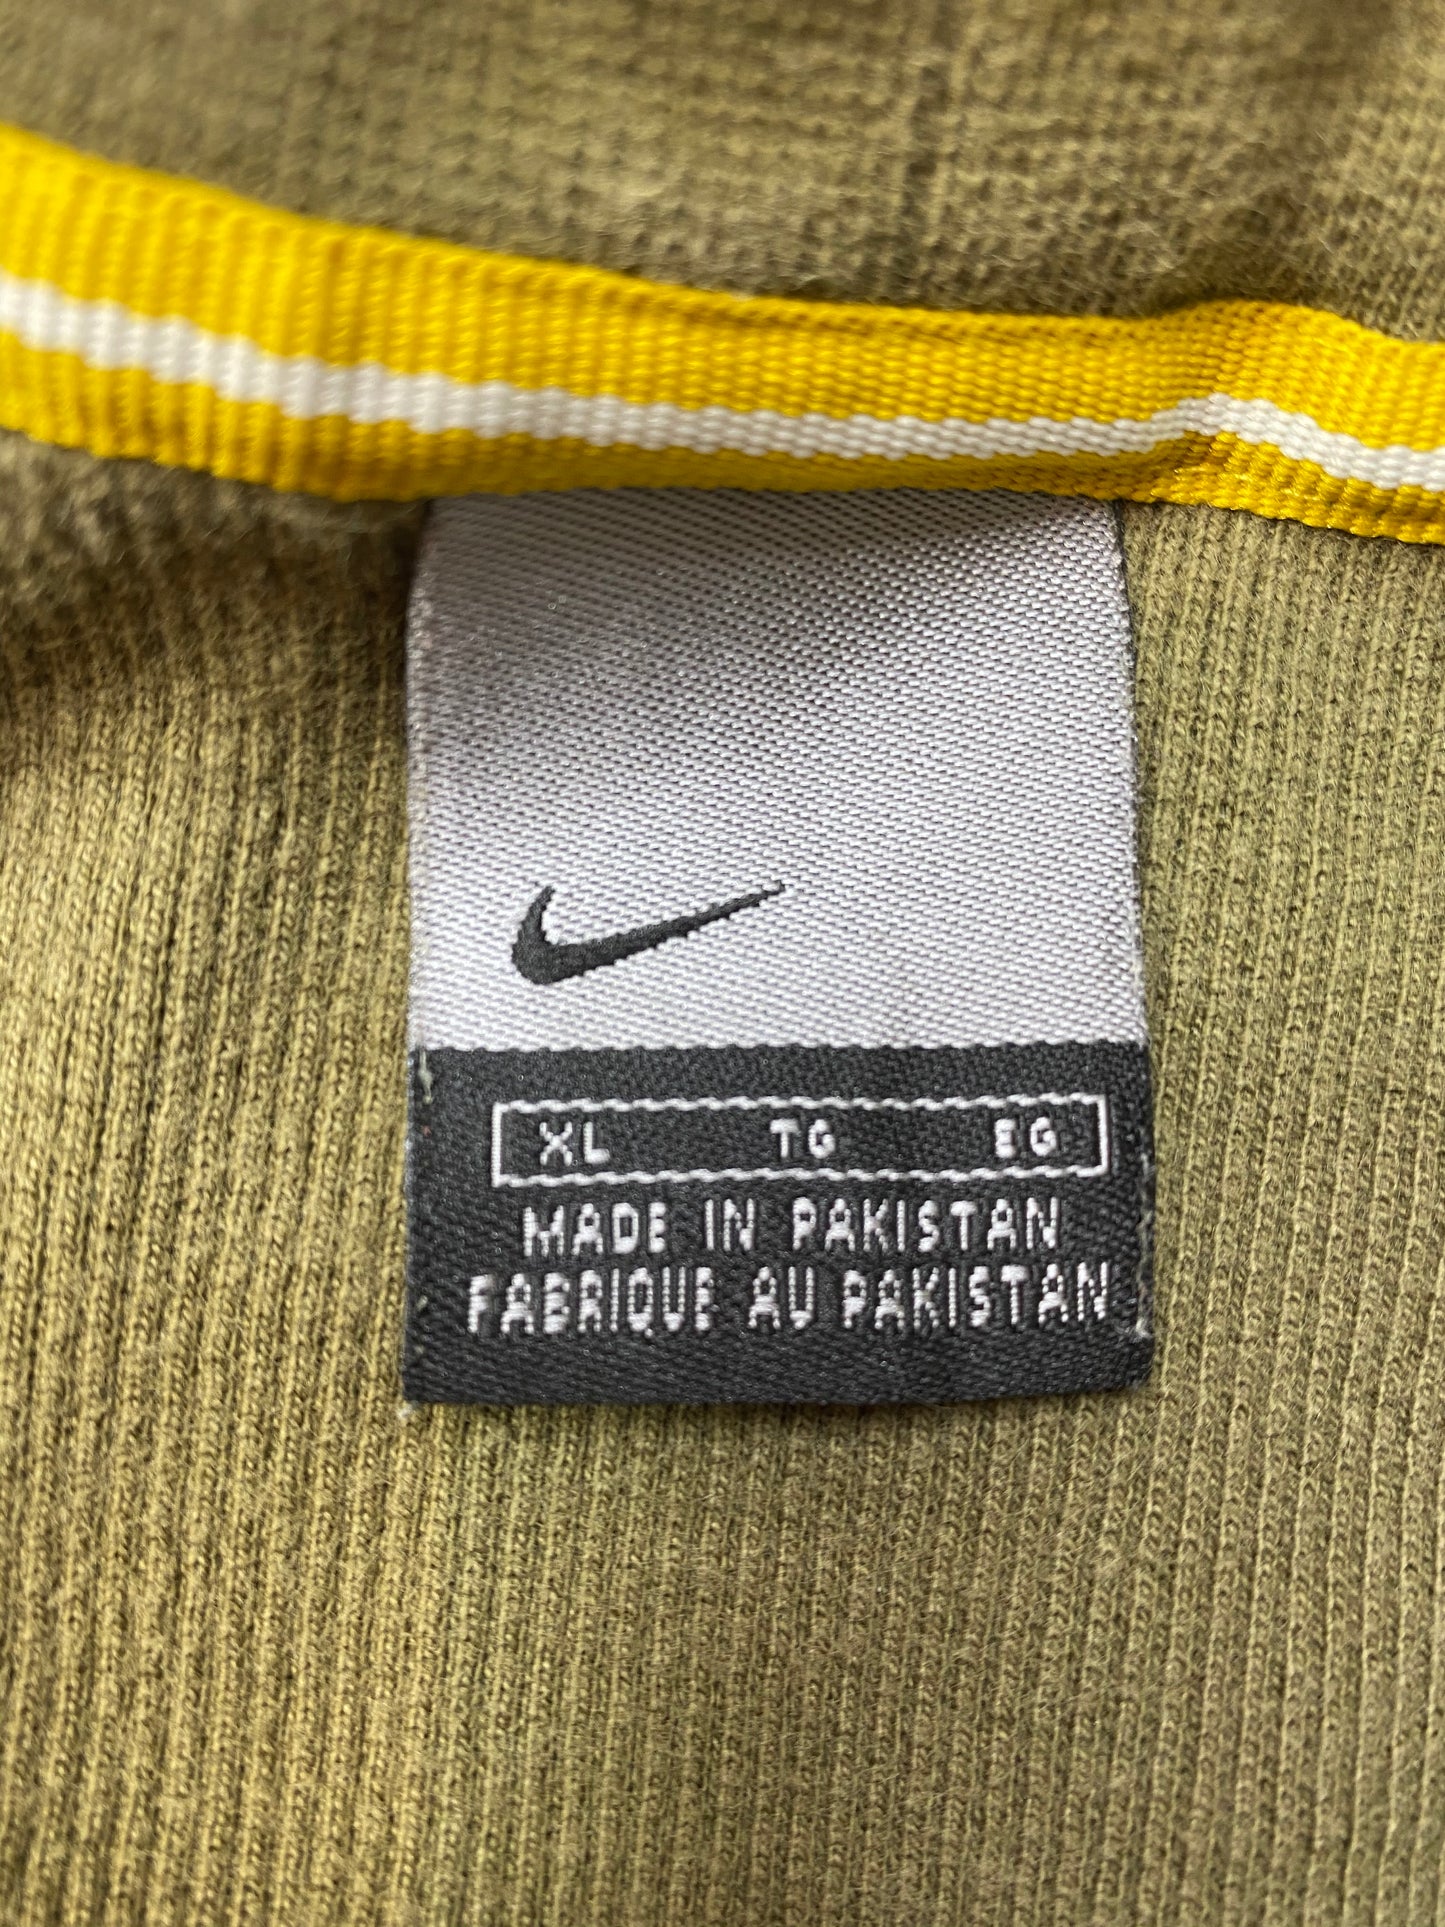 XL TG EG
MADE IN PAKISTAN
FABRIQUE AU PAKISTAN